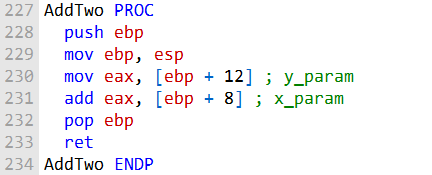 227 AddTwo PROC
228   push ebp
229   mov ebp, esp
230   mov eax, [ebp + 12] ; y_param
231   add eax, [ebp + 8] ; x_param
232   pop ebp
233   ret
234 AddTwo ENDP